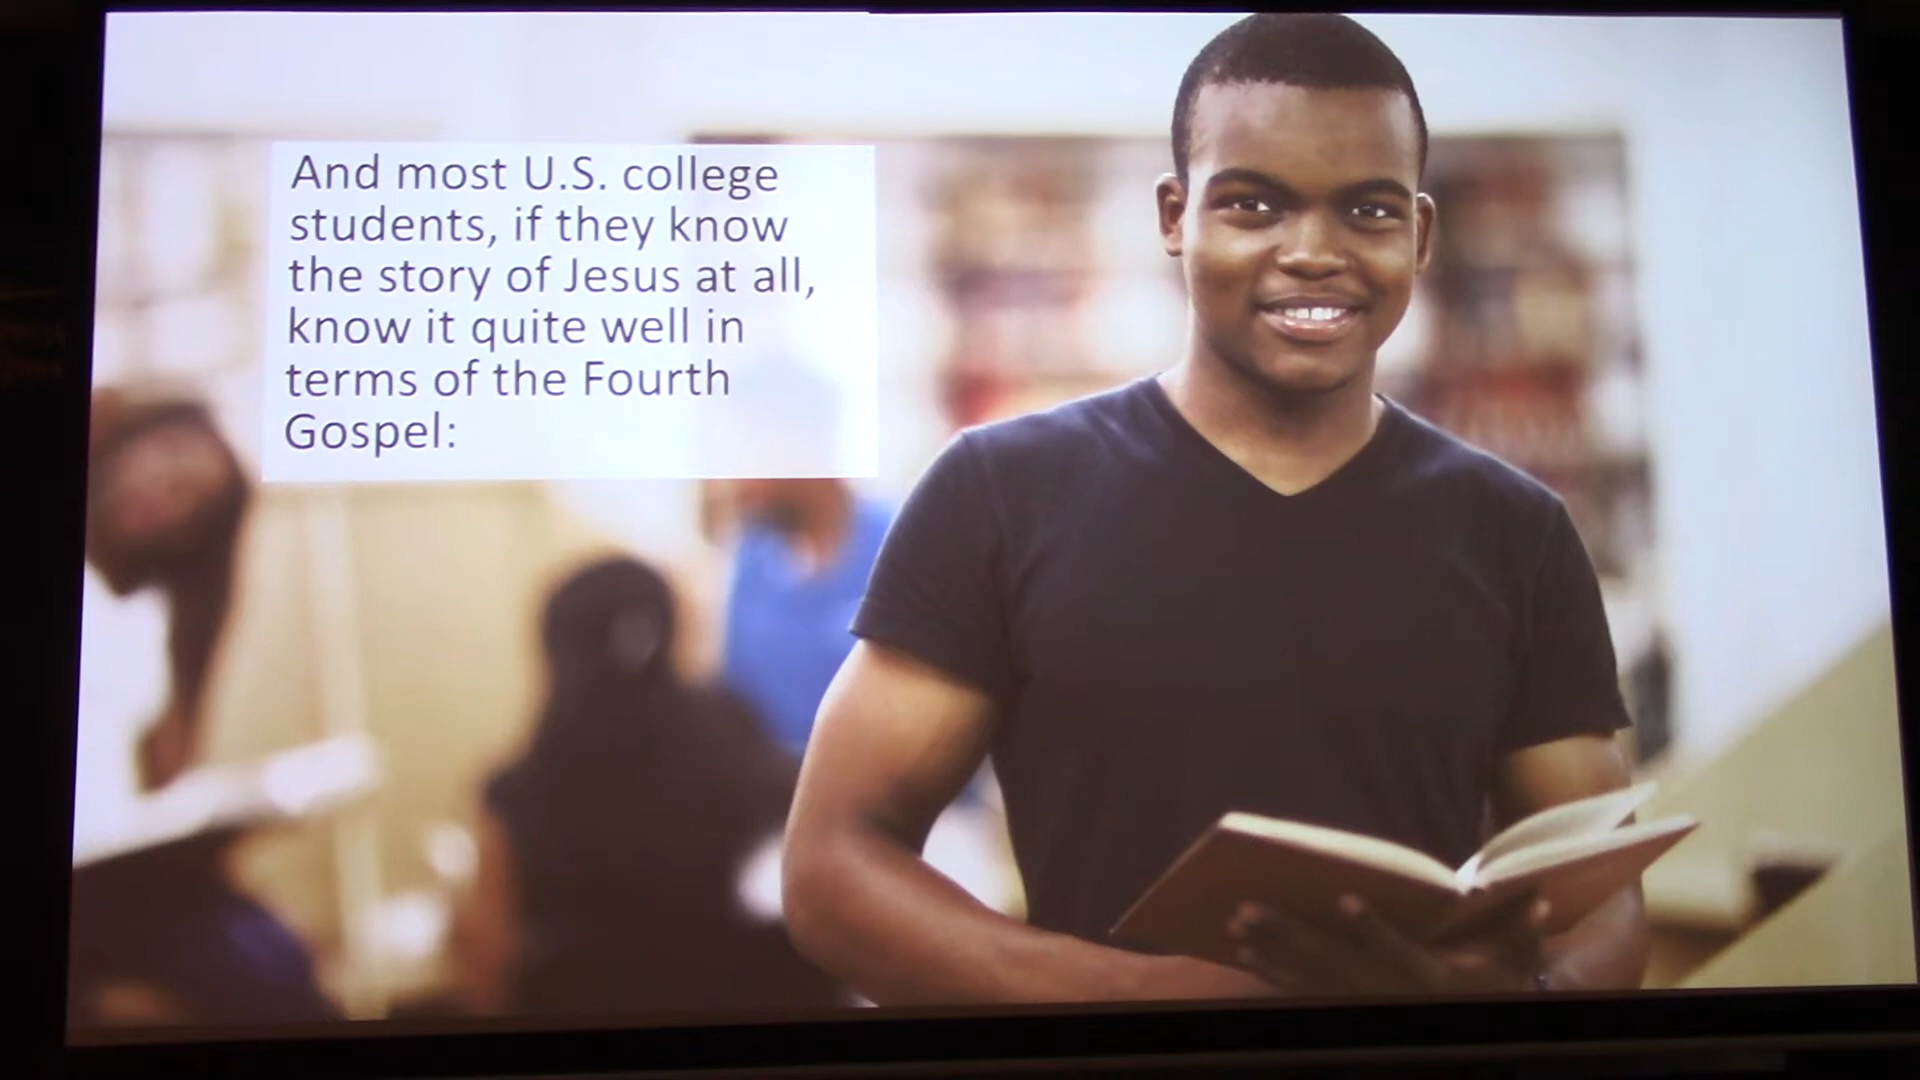 And most U.S. college
students, if they know
the story of Jesus at all,
know it quite well in
terms of the Fourth
Gospel: